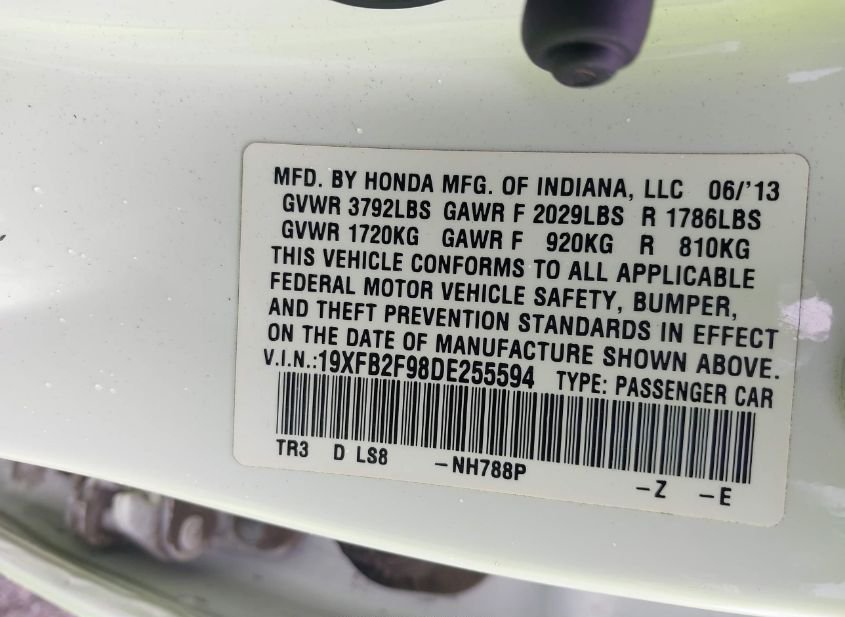 MFD. BY HONDA MFG. OF INDIANA, LLC 06/'13
GVWR 3792LBS GAWR F 2029LBS R 1786LBS
GVWR 1720KG GAWR F 920KG R 810KG
THIS VEHICLE CONFORMS TO ALL APPLICABLE
FEDERAL MOTOR VEHICLE SAFETY, BUMPER,
AND THEFT PREVENTION STANDARDS IN EFFECT
ON THE DATE OF MANUFACTURE SHOWN ABOVE.
V.I.N.:19XFB2F98DE255594 TYPE: PASSENGER CAR
TR3 D LS8 -NH788P -Z -E